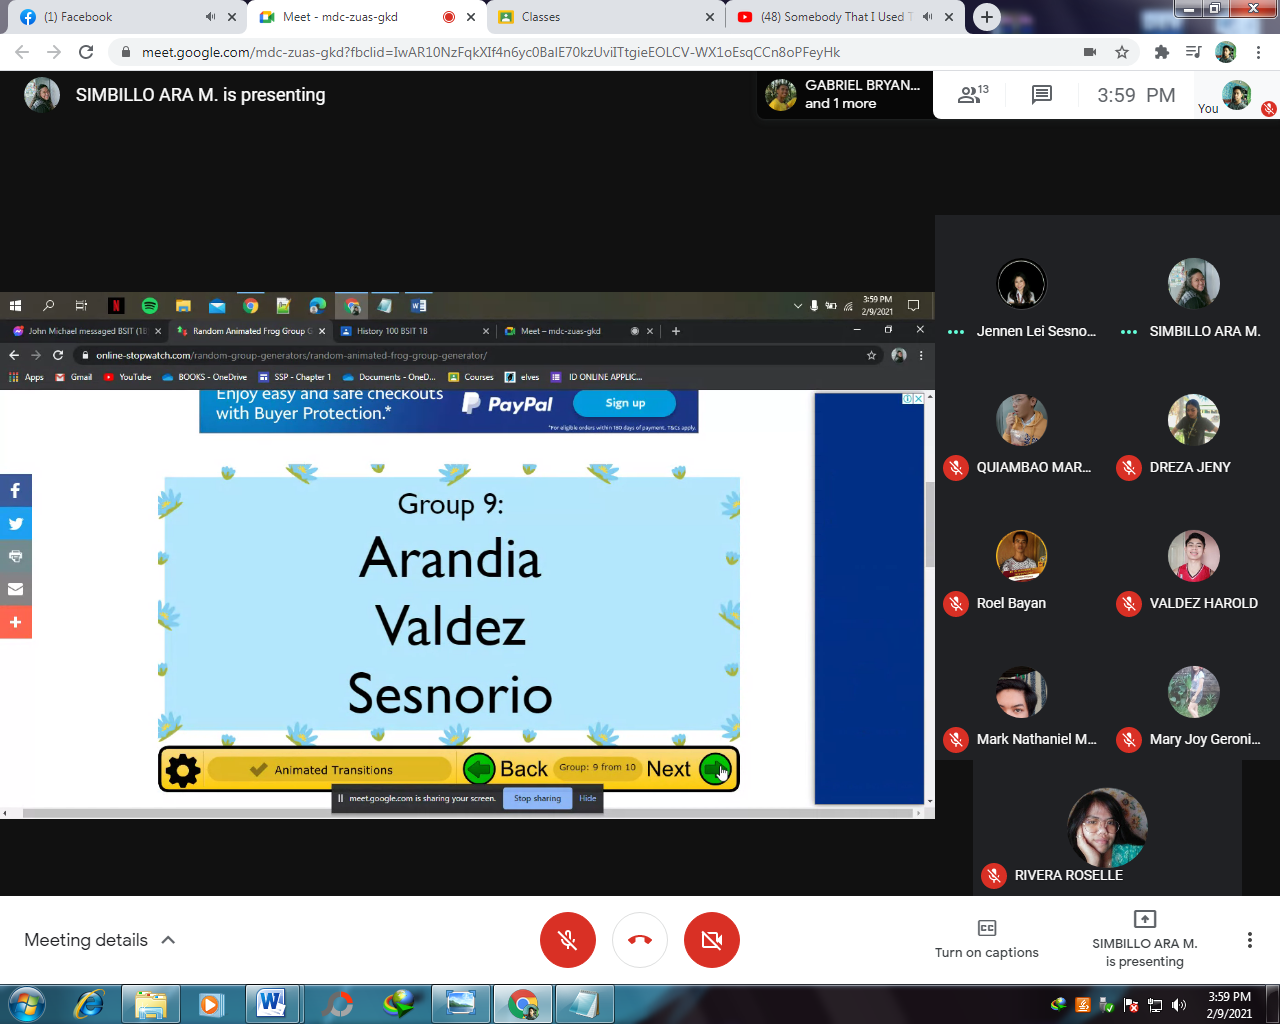 (1) Facebook
Meet - mdc-zuas-gkd
Classes
(48) Somebody That I Used T
meet.google.com/mdc-zuas-gkd?fbclid=IwAR10NzFqkXIf4n6yc0BalE70kzUviITtgieEOLCV-WX1oEsqCCn8oPFeyHk
SIMBILLO ARA M. is presenting
GABRIEL BRYAN...
and 1 more
13
3:59 PM
You
3:59 PM
2/9/2021
John Michael messaged BSIT (1B
Random Animated Frog Group G
History 100 BSIT 1B
Meet – mdc-zuas-gkd
online-stopwatch.com/random-group-generators/random-animated-frog-group-generator/
Apps
Gmail
YouTube
BOOKS - OneDrive
SSP - Chapter 1
Documents - OneD...
Courses
elves
ID ONLINE APPLIC...
Enjoy easy and safe checkouts
with Buyer Protection.*
PayPal
Sign up
*For eligible orders within 180 days of payment. T&Cs apply.
Group 9:
Arandia
Valdez
Sesnorio
Animated Transitions
Back
Group: 9 from 10
Next
meet.google.com is sharing your screen.
Stop sharing
Hide
Jennen Lei Sesno...
SIMBILLO ARA M.
QUIAMBAO MAR...
DREZA JENY
Roel Bayan
VALDEZ HAROLD
Mark Nathaniel M...
Mary Joy Geroni...
RIVERA ROSELLE
Meeting details
Turn on captions
SIMBILLO ARA M.
is presenting
3:59 PM
2/9/2021